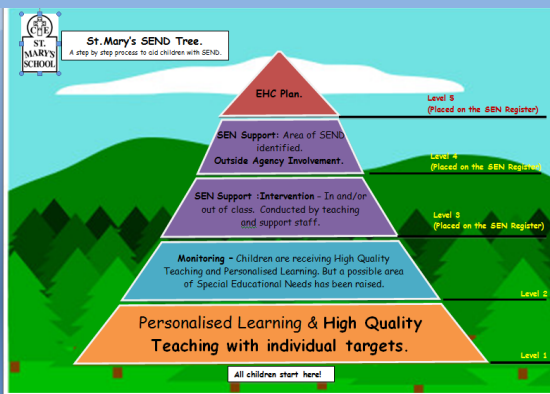 ST.
MARY'S
SCHOOL
St.Mary's SEND Tree.
A step by step process to aid children with SEND.
EHC Plan.
Level 5
(Placed on the SEN Register)
SEN Support: Area of SEND
identified.
Outside Agency Involvement.
Level 4
(Placed on the SEN Register)
SEN Support :Intervention - In and/or
out of class. Conducted by teaching
and support staff.
Level 3
(Placed on the SEN Register)
Monitoring – Children are receiving High Quality
Teaching and Personalised Learning. But a possible area
of Special Educational Needs has been raised.
Level 2
Personalised Learning & High Quality
Teaching with individual targets.
Level 1
All children start here!